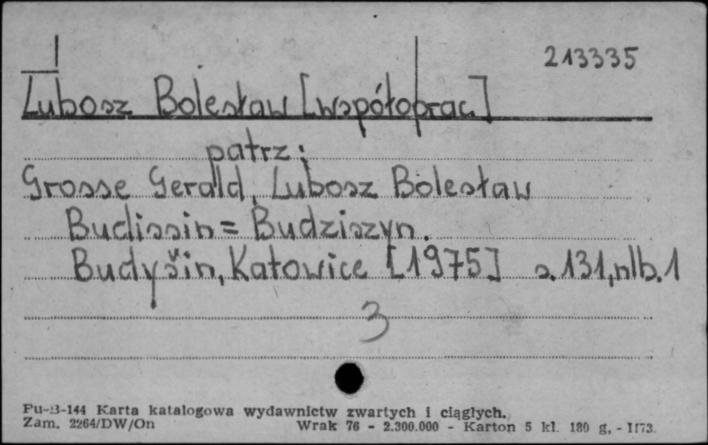 213335
Lubosz Bolesław [współoprac.]
patrz:
Grosse Gerald, Lubosz Bolesław
Budissin = Budziszyn.
Budyšin, Katowice [1975] s. 131, nlb. 1
3
Pu-B-144 Karta katalogowa wydawnictw zwartych i ciągłych.
Zam. 2264/DW/On Wrak 76 - 2.300.000 - Karton 5 kl. 180 g. - II73.